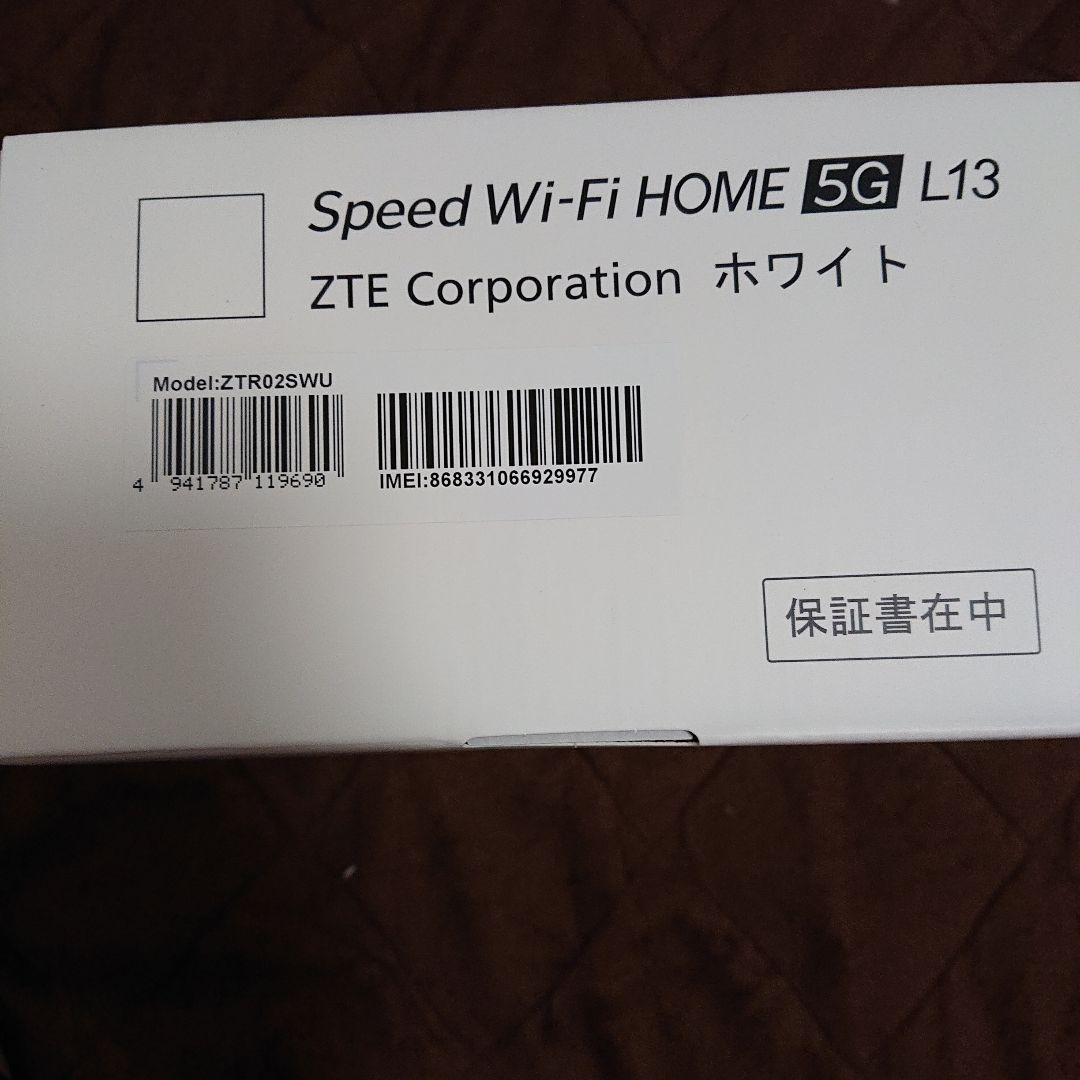 Speed Wi-Fi HOME 5G L13
ZTE Corporation ホワイト
Model:ZTR02SWU
4 941787 119690
IMEI:868331066929977
保証書在中